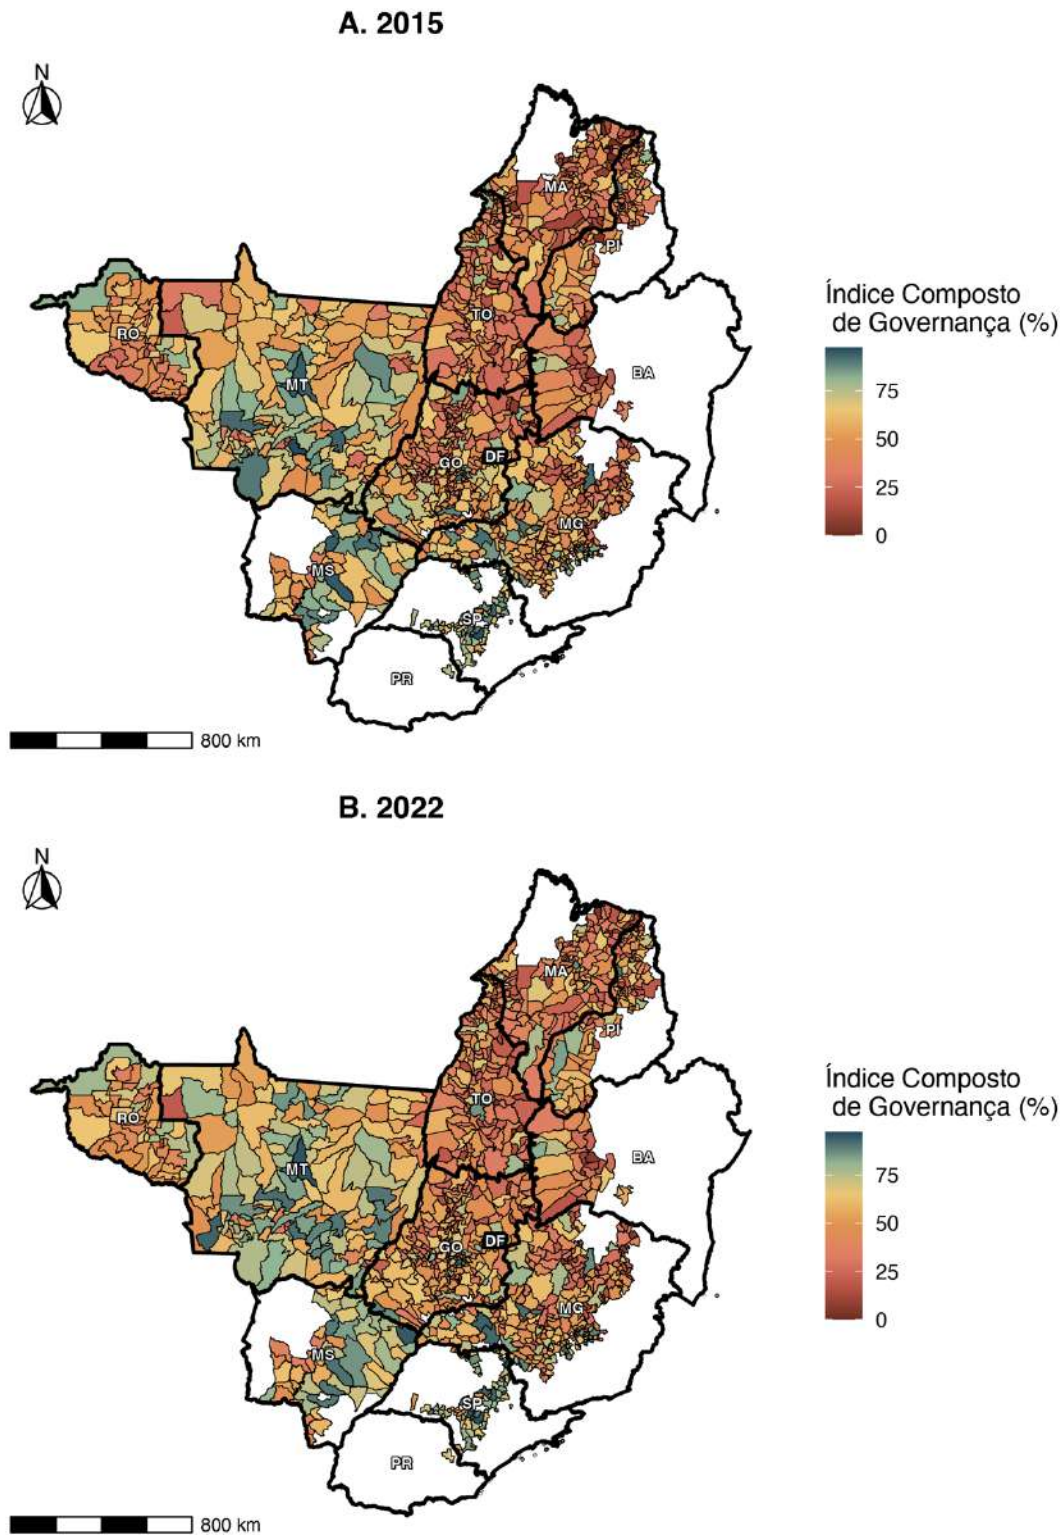 A. 2015
N
MA
PI
RO
TO
Índice Composto
de Governança (%)
MT
BA
75
GO
DF
50
MG
25
MS
0
SP
PR
800 km
B. 2022
N
MA
PI
RO
TO
Índice Composto
de Governança (%)
MT
BA
75
GO
DF
50
MG
25
MS
0
SP
PR
800 km